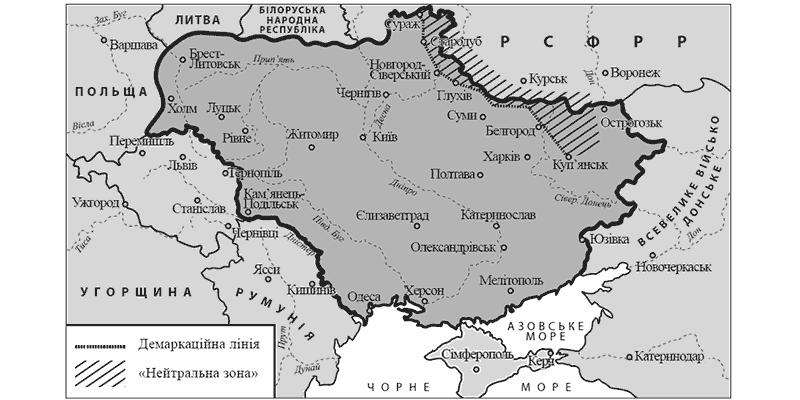 ЛИТВА
БІЛОРУСЬКА
НАРОДНА
РЕСПУБЛІКА
Зах. Буг
Варшава
Сураж
Стародуб
РСФРР
Брест-
Литовськ
Прип'ять
Новгород-
Сіверський
Курськ
Дон
Воронеж
ПОЛЬЩА
Чернігів
Глухів
Холм
Луцьк
Десна
Суми
Острогозьк
Вісла
Рівне
Житомир
Київ
Белгород
Перемишль
Львів
Харків
Куп'янськ
Тернопіль
Полтава
ВСЕВЕЛИКЕ ВІЙСЬКО
ДОНСЬКЕ
Ужгород
Кам'янець-
Подільськ
Дніпро
Сівер. Донець
Станіслав
Єлизаветград
Катеринослав
Тиса
Чернівці
Дністер
Півд. Буг
Олександрівськ
Юзівка
Дон
Ясси
Новочеркаськ
УГОРЩИНА
РУМУНІЯ
Кишинів
Одеса
Херсон
Мелітополь
Прут
АЗОВСЬКЕ
МОРЕ
Демаркаційна лінія
«Нейтральна зона»
Дунай
Сімферополь
Керч
Катеринодар
ЧОРНЕ МОРЕ